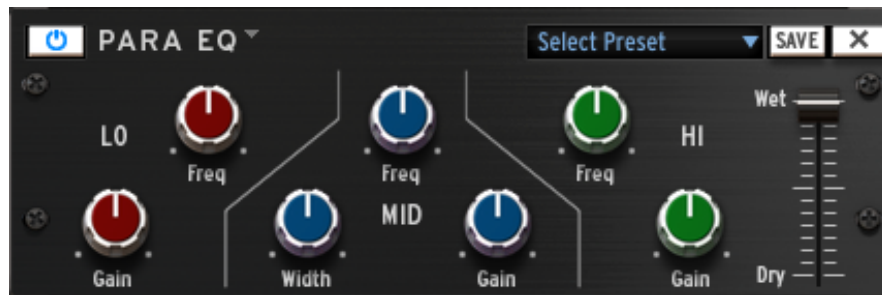 PARA EQ Select Preset SAVE
Wet
LO HI
Freq Freq Freq
MID
Gain Width Gain Gain Dry